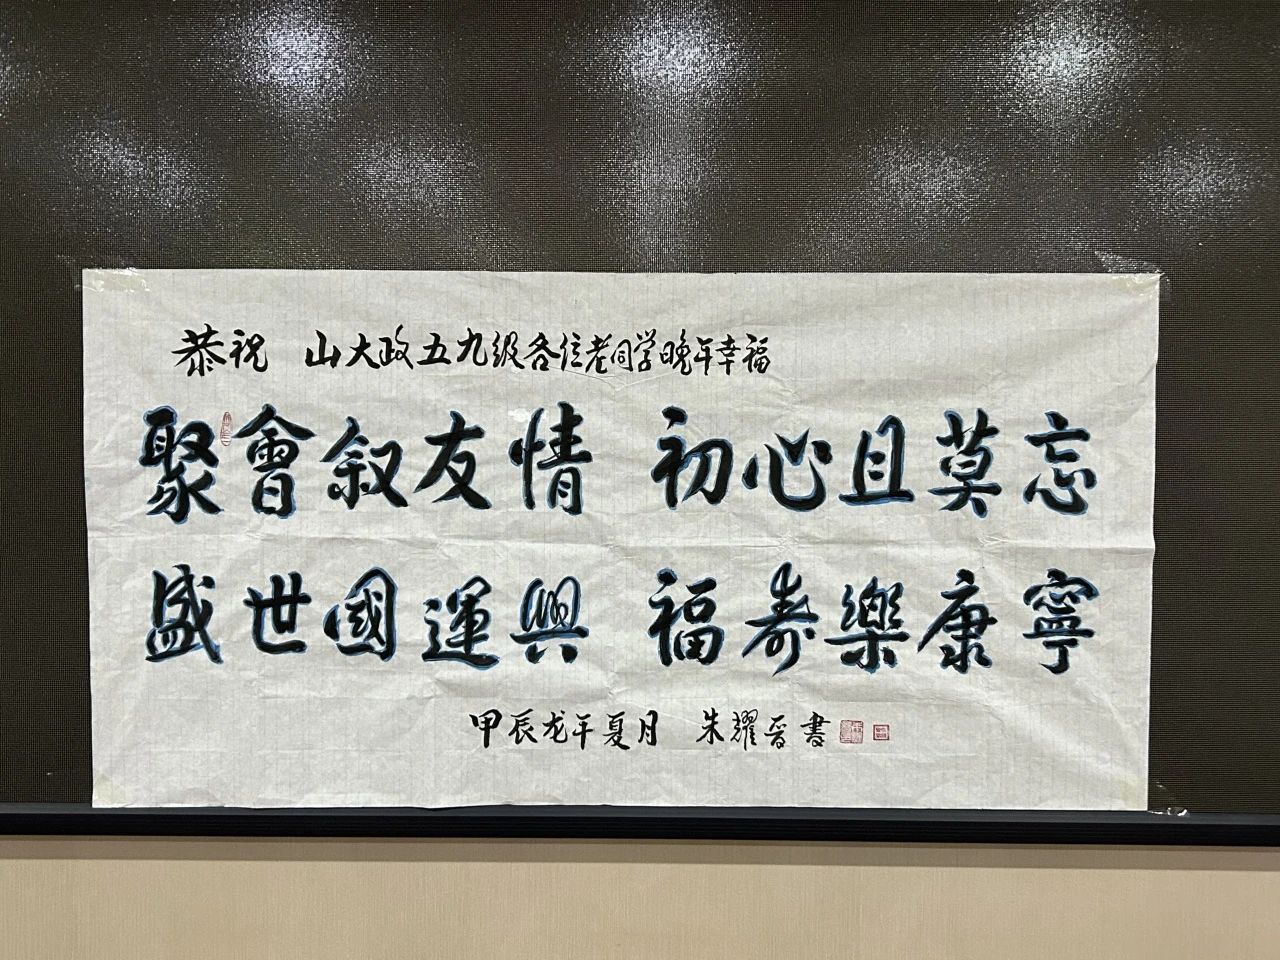 恭祝 山大政五九级各位老同学晚年幸福
聚會叙友情 初心且莫忘
盛世國運興 福寿樂康寧
甲辰龙年夏月 朱耀晋書